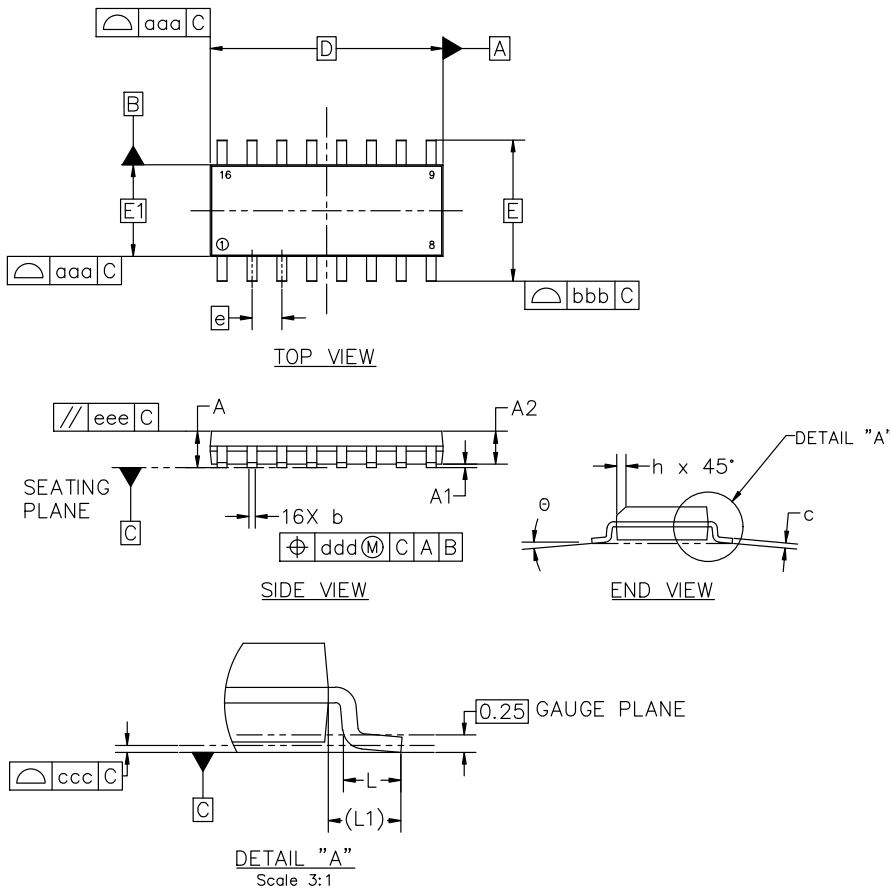 aaa C
D
A
B
16
9
E1
E
1
8
aaa C
bbb C
e
TOP VIEW
// eee C
A
A2
DETAIL "A"
h x 45°
SEATING
PLANE
A1
Θ
c
C
16X b
⌖ ddd Ⓜ C A B
SIDE VIEW
END VIEW
0.25 GAUGE PLANE
ccc C
L
C
(L1)
DETAIL "A"
Scale 3:1